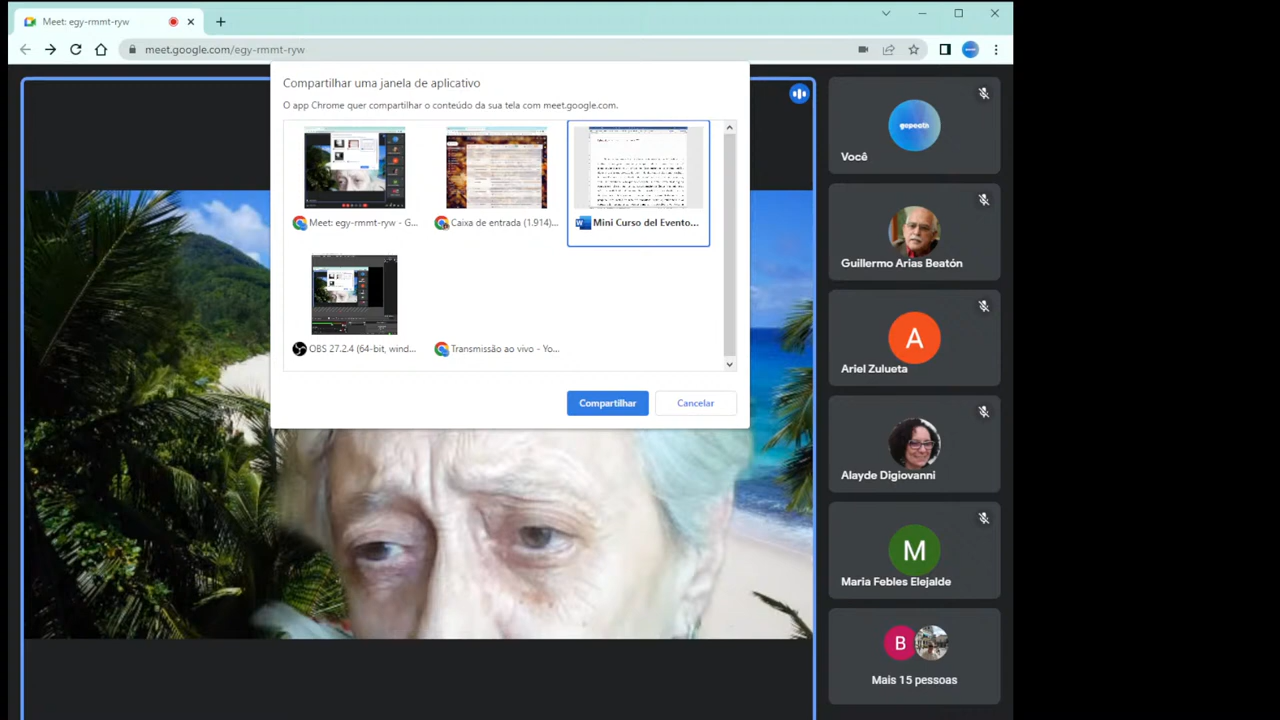 Meet: egy-rmmt-ryw
meet.google.com/egy-rmmt-ryw
Compartilhar uma janela de aplicativo
O app Chrome quer compartilhar o conteúdo da sua tela com meet.google.com.
Meet: egy-rmmt-ryw - G...
Caixa de entrada (1.914)...
Mini Curso del Evento...
OBS 27.2.4 (64-bit, wind...
Transmissão ao vivo - Yo...
Compartilhar
Cancelar
gepeeth
Você
Guillermo Arias Beatón
A
Ariel Zulueta
Alayde Digiovanni
M
Maria Febles Elejalde
B
Mais 15 pessoas